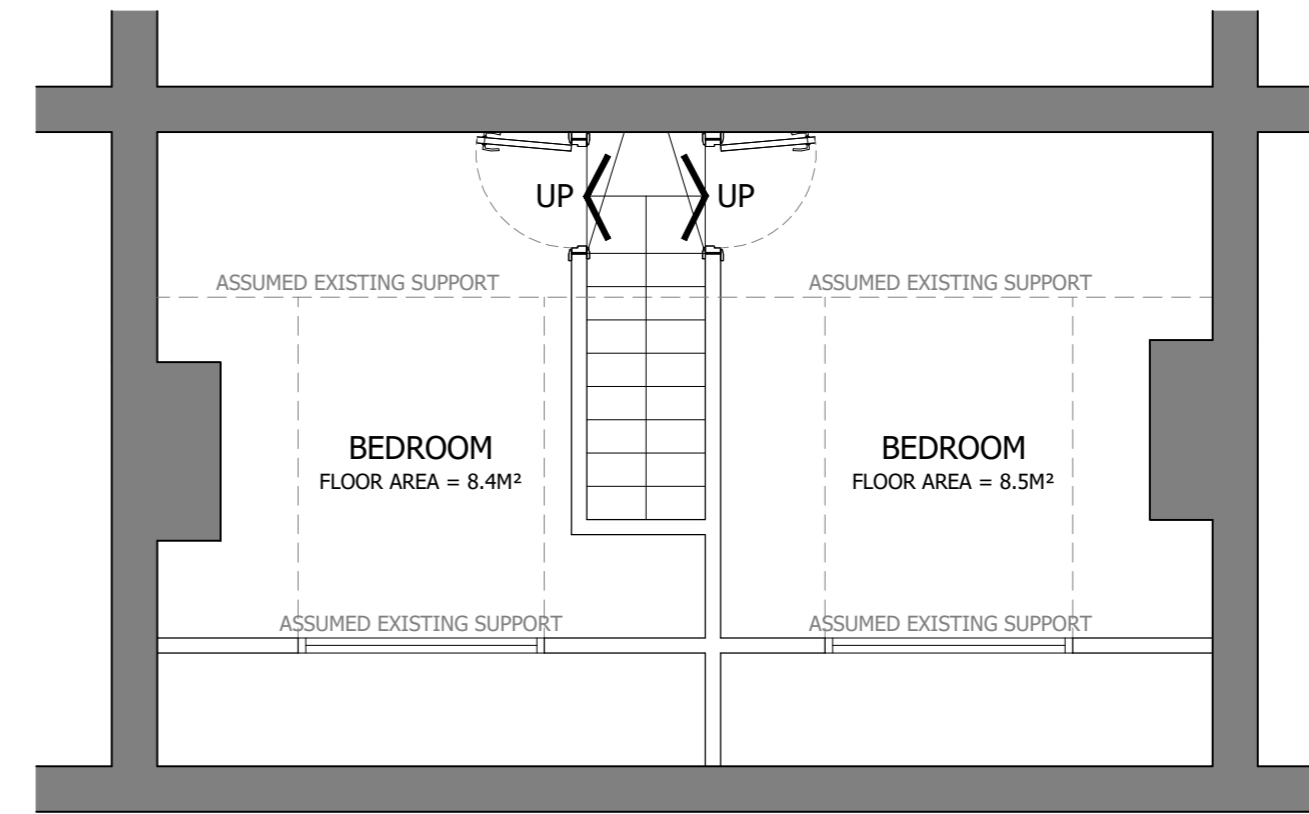 UP
UP
ASSUMED EXISTING SUPPORT
ASSUMED EXISTING SUPPORT
BEDROOM
FLOOR AREA = 8.4M²
BEDROOM
FLOOR AREA = 8.5M²
ASSUMED EXISTING SUPPORT
ASSUMED EXISTING SUPPORT